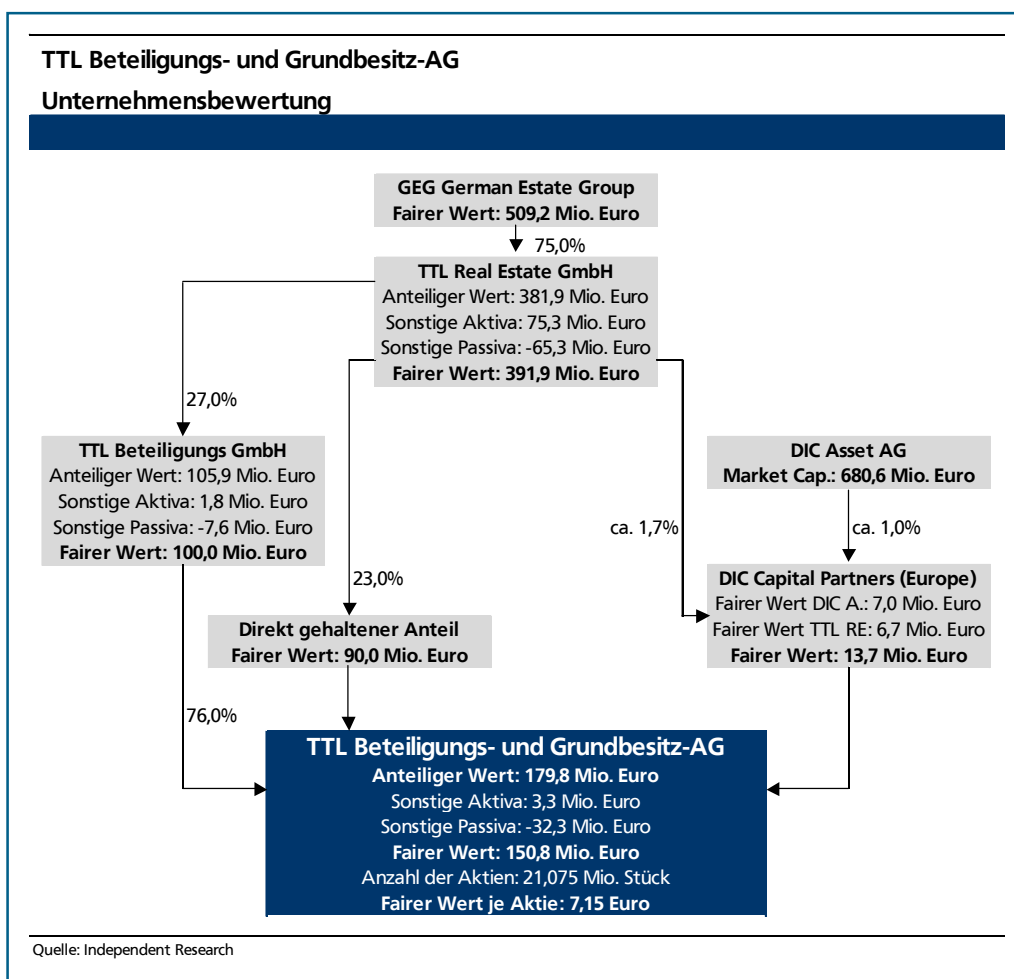 TTL Beteiligungs- und Grundbesitz-AG
Unternehmensbewertung
GEG German Estate Group
Fairer Wert: 509,2 Mio. Euro
75,0%
TTL Real Estate GmbH
Anteiliger Wert: 381,9 Mio. Euro
Sonstige Aktiva: 75,3 Mio. Euro
Sonstige Passiva: -65,3 Mio. Euro
Fairer Wert: 391,9 Mio. Euro
27,0%
TTL Beteiligungs GmbH
Anteiliger Wert: 105,9 Mio. Euro
Sonstige Aktiva: 1,8 Mio. Euro
Sonstige Passiva: -7,6 Mio. Euro
Fairer Wert: 100,0 Mio. Euro
DIC Asset AG
Market Cap.: 680,6 Mio. Euro
ca. 1,7%
ca. 1,0%
23,0%
DIC Capital Partners (Europe)
Fairer Wert DIC A.: 7,0 Mio. Euro
Fairer Wert TTL RE: 6,7 Mio. Euro
Fairer Wert: 13,7 Mio. Euro
Direkt gehaltener Anteil
Fairer Wert: 90,0 Mio. Euro
76,0%
TTL Beteiligungs- und Grundbesitz-AG
Anteiliger Wert: 179,8 Mio. Euro
Sonstige Aktiva: 3,3 Mio. Euro
Sonstige Passiva: -32,3 Mio. Euro
Fairer Wert: 150,8 Mio. Euro
Anzahl der Aktien: 21,075 Mio. Stück
Fairer Wert je Aktie: 7,15 Euro
Quelle: Independent Research